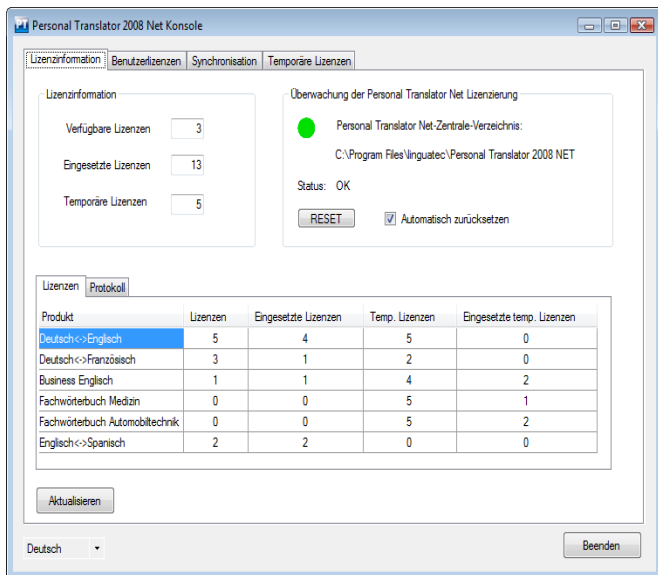 PT Personal Translator 2008 Net Konsole
Lizenzinformation Benutzerlizenzen Synchronisation Temporäre Lizenzen
Lizenzinformation
Verfügbare Lizenzen 3
Eingesetzte Lizenzen 13
Temporäre Lizenzen 5
Überwachung der Personal Translator Net Lizenzierung
Personal Translator Net-Zentrale-Verzeichnis:
C:\Program Files\linguatec\Personal Translator 2008 NET
Status: OK
RESET Automatisch zurücksetzen
Lizenzen Protokoll
Produkt Lizenzen Eingesetzte Lizenzen Temp. Lizenzen Eingesetzte temp. Lizenzen
Deutsch<->Englisch 5 4 5 0
Deutsch<->Französisch 3 1 2 0
Business Englisch 1 1 4 2
Fachwörterbuch Medizin 0 0 5 1
Fachwörterbuch Automobiltechnik 0 0 5 2
Englisch<->Spanisch 2 2 0 0
Aktualisieren
Deutsch Beenden